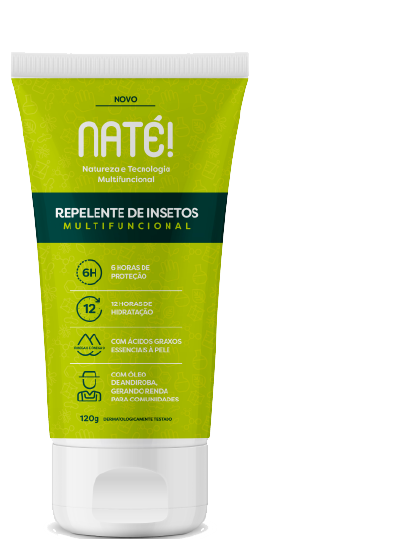 NOVO
NATÉ!
Natureza e Tecnologia
Multifuncional
REPELENTE DE INSETOS
MULTIFUNCIONAL
6H
6 HORAS DE
PROTEÇÃO
12
12 HORAS DE
HIDRATAÇÃO
COM ÁCIDOS GRAXOS
ESSENCIAIS À PELE
COM ÓLEO
DE ANDIROBA,
GERANDO RENDA
PARA COMUNIDADES
120g DERMATOLOGICAMENTE TESTADO